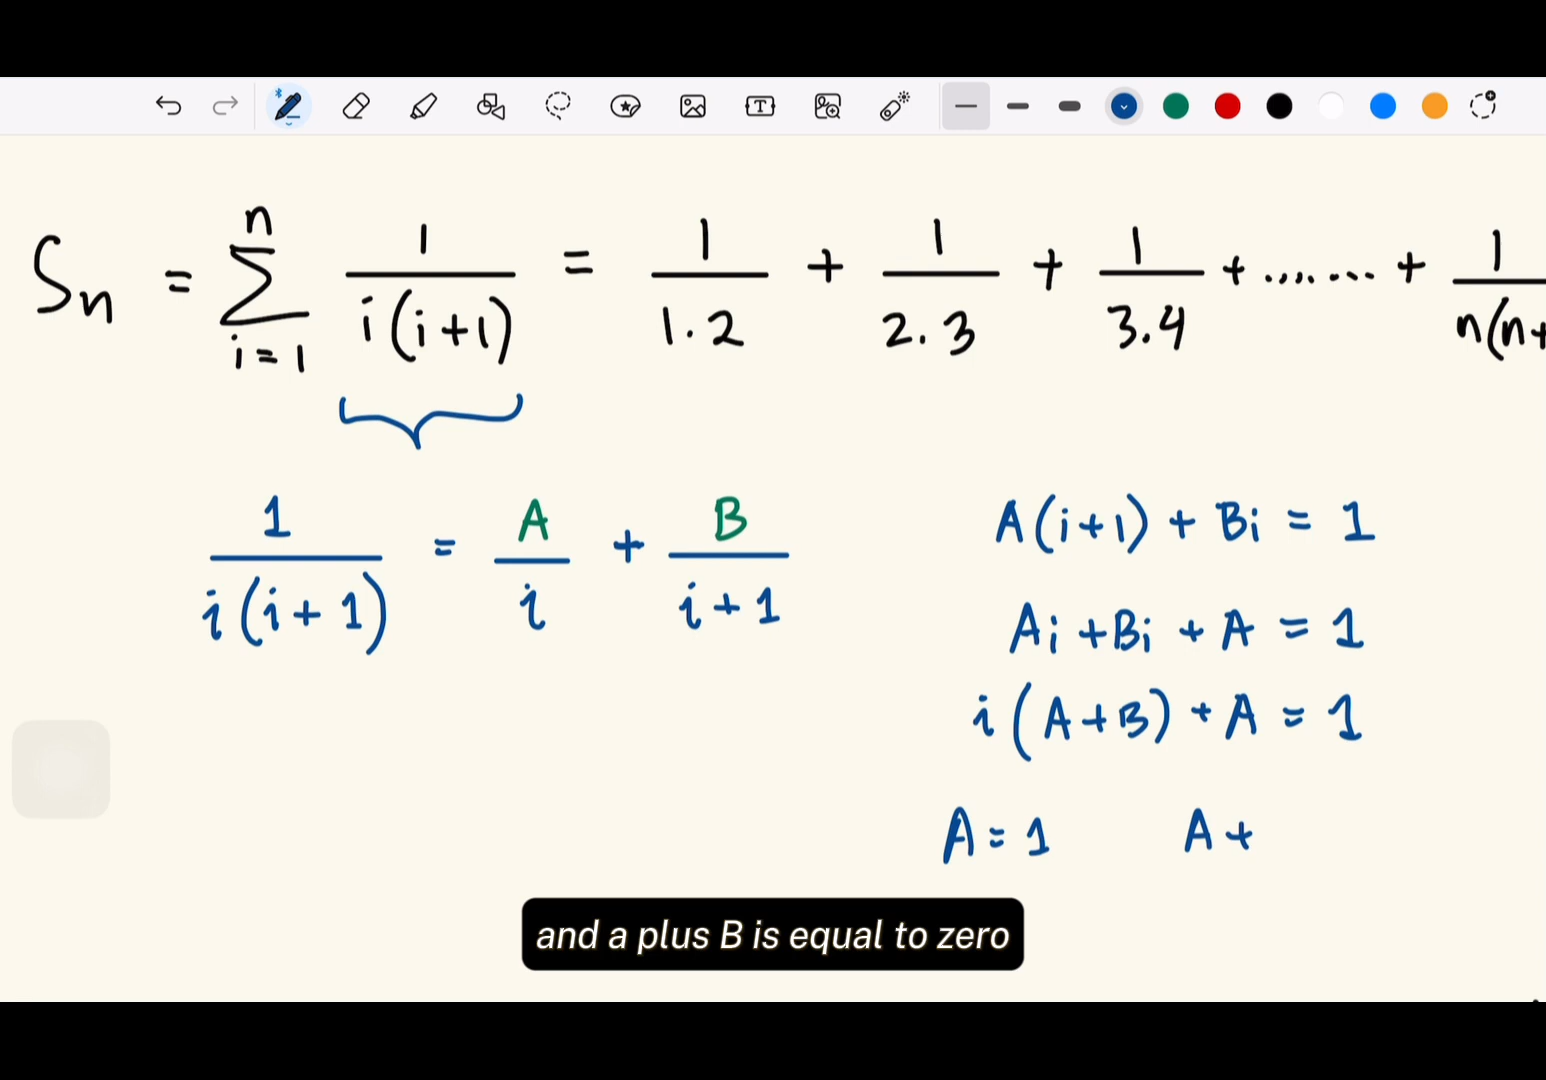 Sn = n∑i=1 1/i(i+1) = 1/1.2 + 1/2.3 + 1/3.4 + ....... + 1/n(n+
1/i(i+1) = A/i + B/i+1
A(i+1) + Bi = 1
Ai +Bi + A = 1
i(A+B) + A = 1
A = 1 A +
and a plus B is equal to zero